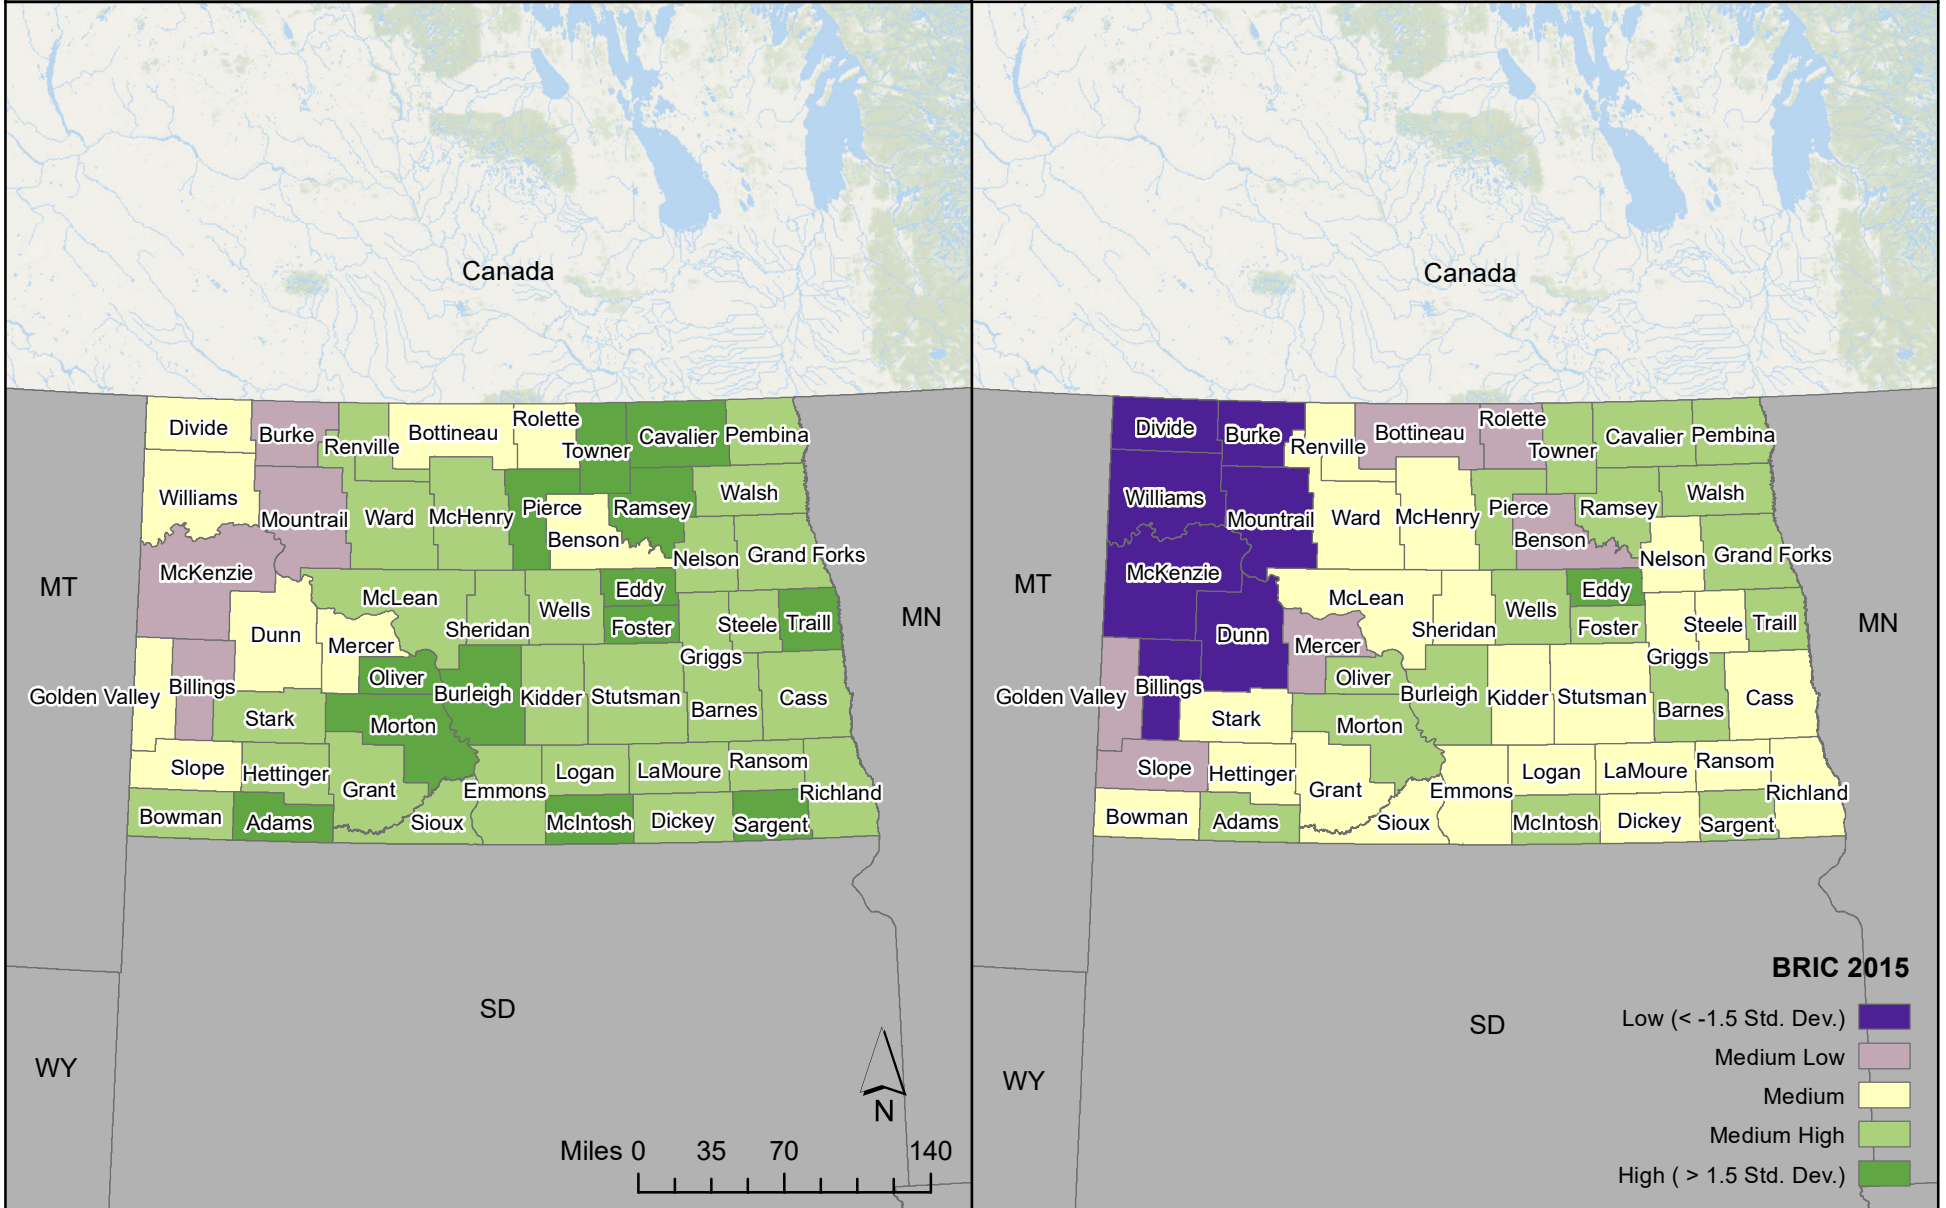 Canada
Divide
Burke
Renville
Bottineau
Rolette
Towner
Cavalier
Pembina
Williams
Mountrail
Ward
McHenry
Pierce
Benson
Ramsey
Walsh
Nelson
Grand Forks
McKenzie
McLean
Sheridan
Wells
Eddy
Foster
Griggs
Steele
Traill
Dunn
Mercer
Oliver
Burleigh
Kidder
Stutsman
Barnes
Cass
Golden Valley
Billings
Stark
Morton
Slope
Hettinger
Grant
Emmons
Logan
LaMoure
Ransom
Richland
Bowman
Adams
Sioux
McIntosh
Dickey
Sargent
MT
MN
SD
WY
N
Miles 0 35 70 140
Canada
Divide
Burke
Renville
Bottineau
Rolette
Towner
Cavalier
Pembina
Williams
Mountrail
Ward
McHenry
Pierce
Benson
Ramsey
Walsh
Nelson
Grand Forks
McKenzie
McLean
Sheridan
Wells
Eddy
Foster
Griggs
Steele
Traill
Dunn
Mercer
Oliver
Burleigh
Kidder
Stutsman
Barnes
Cass
Golden Valley
Billings
Stark
Morton
Slope
Hettinger
Grant
Emmons
Logan
LaMoure
Ransom
Richland
Bowman
Adams
Sioux
McIntosh
Dickey
Sargent
MT
MN
SD
WY
BRIC 2015
Low (< -1.5 Std. Dev.)
Medium Low
Medium
Medium High
High ( > 1.5 Std. Dev.)